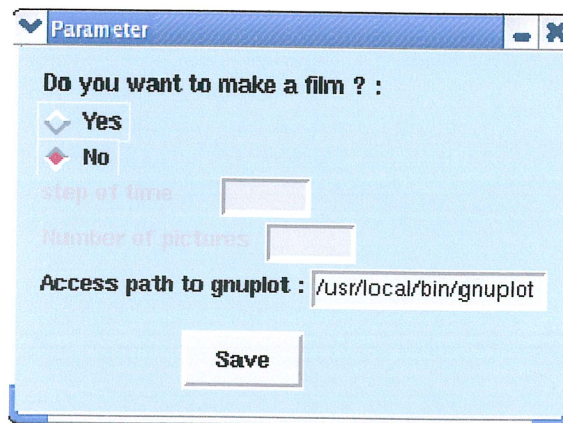 Parameter
Do you want to make a film ? :
Yes
No
step of time
Number of pictures
Access path to gnuplot : /usr/local/bin/gnuplot
Save